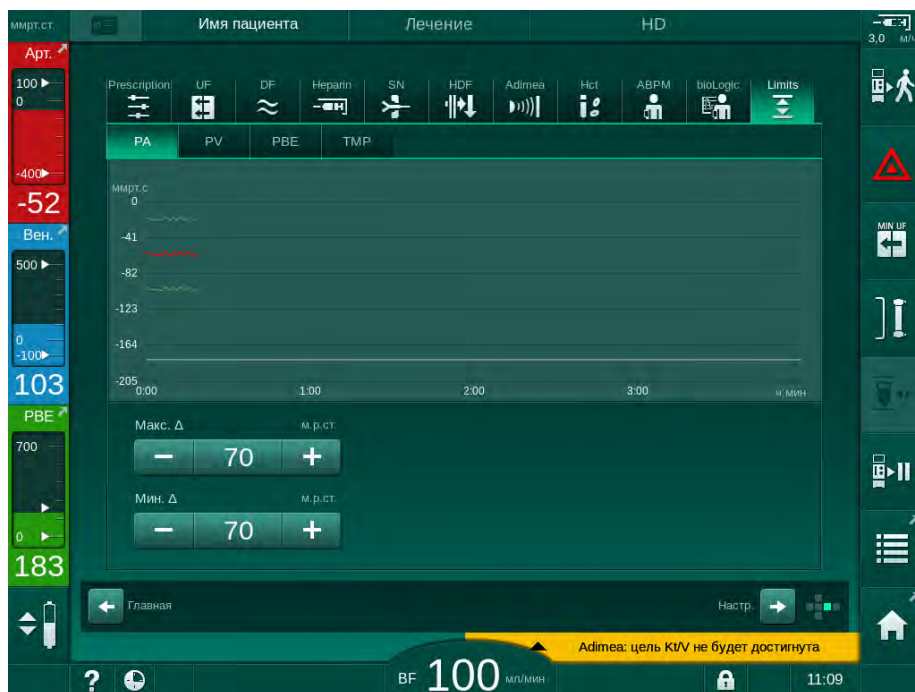 ммрт.ст.
Имя пациента
Лечение
HD
3,0 м/ч
Арт.
100
0
-400
-52
Вен.
500
0
-100
103
PBE
700
0
183
Prescription
UF
DF
Heparin
SN
HDF
Adimea
Hct
ABPM
bioLogic
Limits
PA
PV
PBE
TMP
ммрт.с
0
-41
-82
-123
-164
-205
0:00
1:00
2:00
3:00
ч:мин
Макс. Δ
м.р.ст.
− 70 +
Мин. Δ
м.р.ст.
− 70 +
MIN UF
Главная
Настр.
Adimea: цель Kt/V не будет достигнута
?
BF 100 мл/мин
11:09